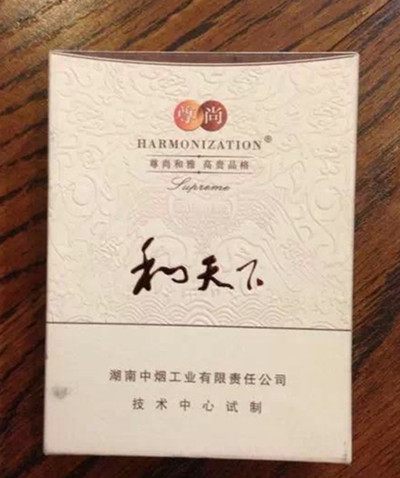 尊尚
HARMONIZATION®
尊尚和雅 高贵品格
Supreme
和天下
湖南中烟工业有限责任公司
技术中心试制